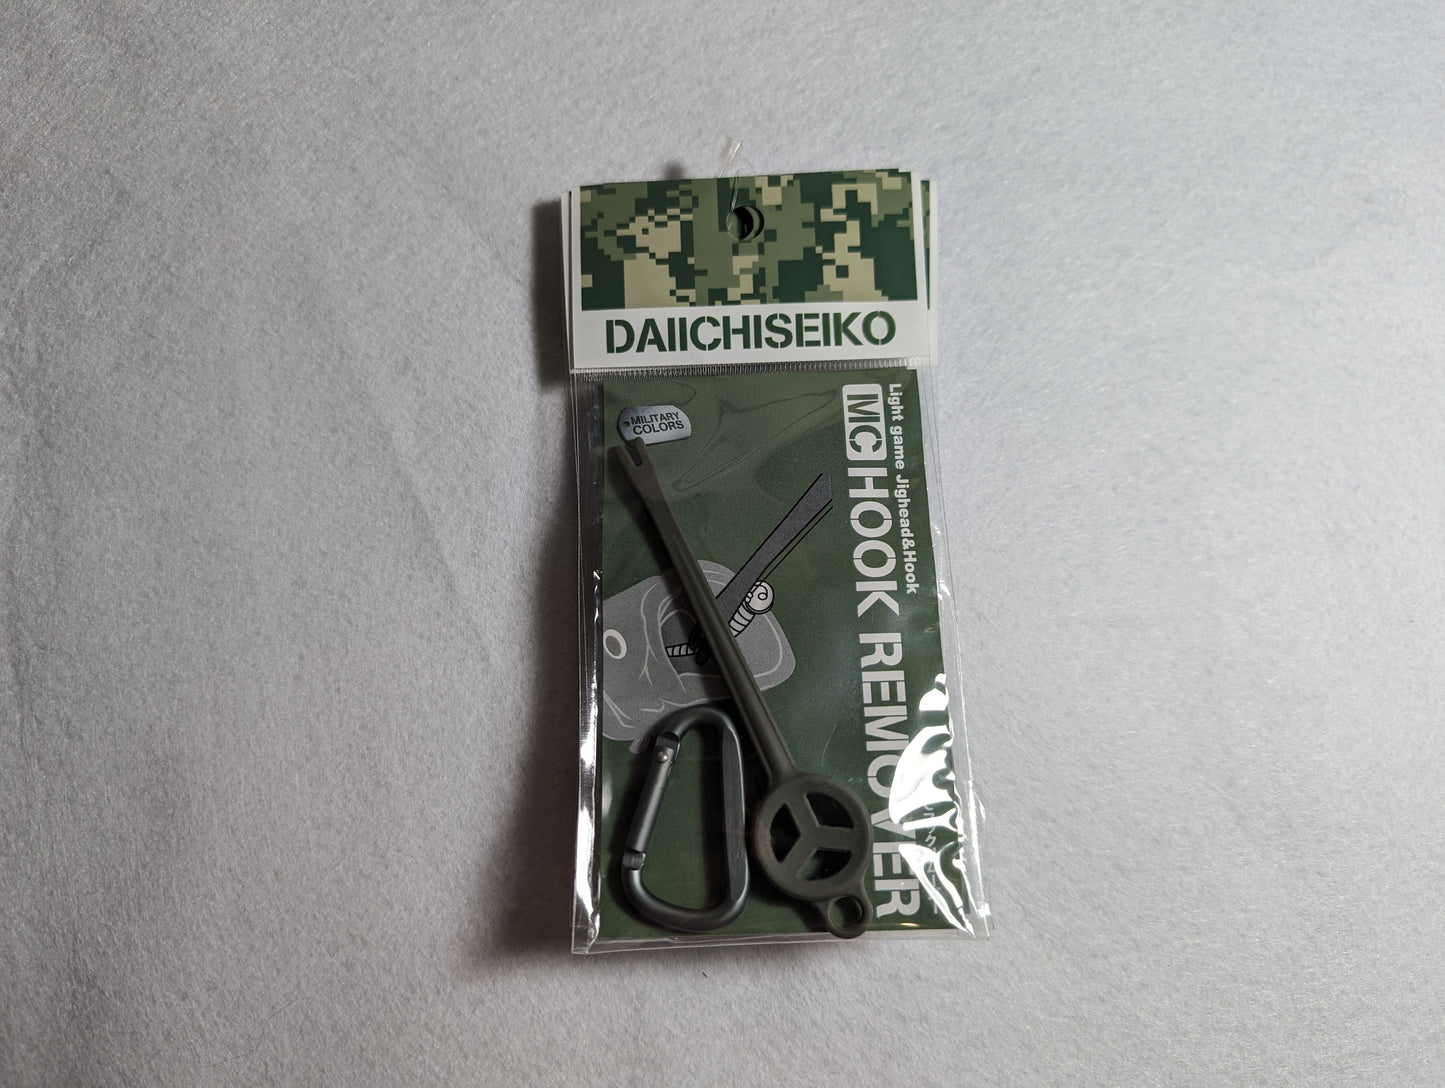 DAIICHISEIKO
MILITARY
COLORS
Light game Jighead&Hook
MC HOOK REMOVER